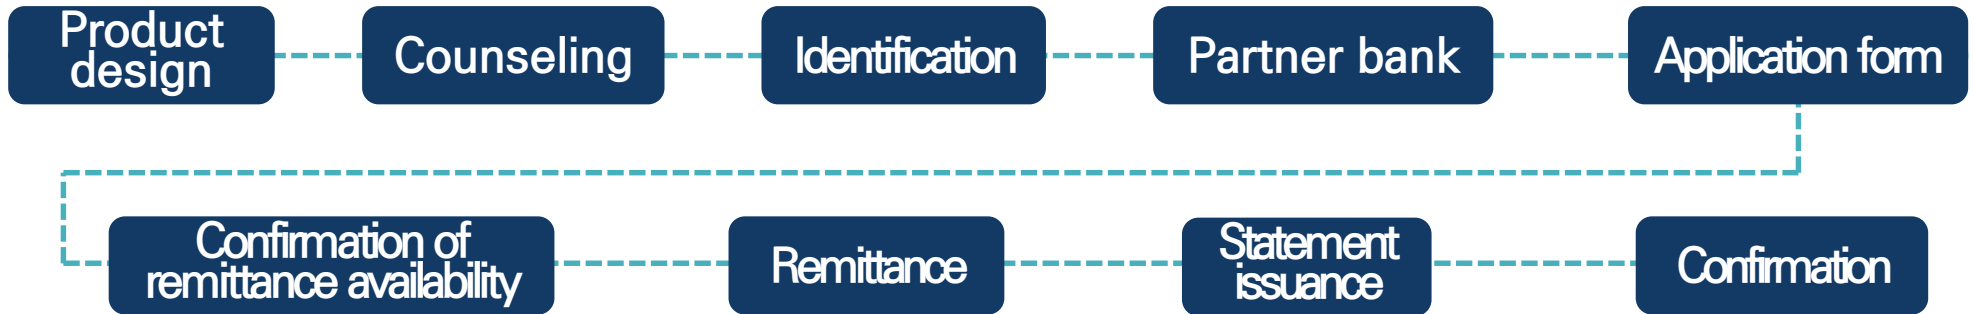 Product
design
Counseling
Identification
Partner bank
Application form
Confirmation of
remittance availability
Remittance
Statement
issuance
Confirmation